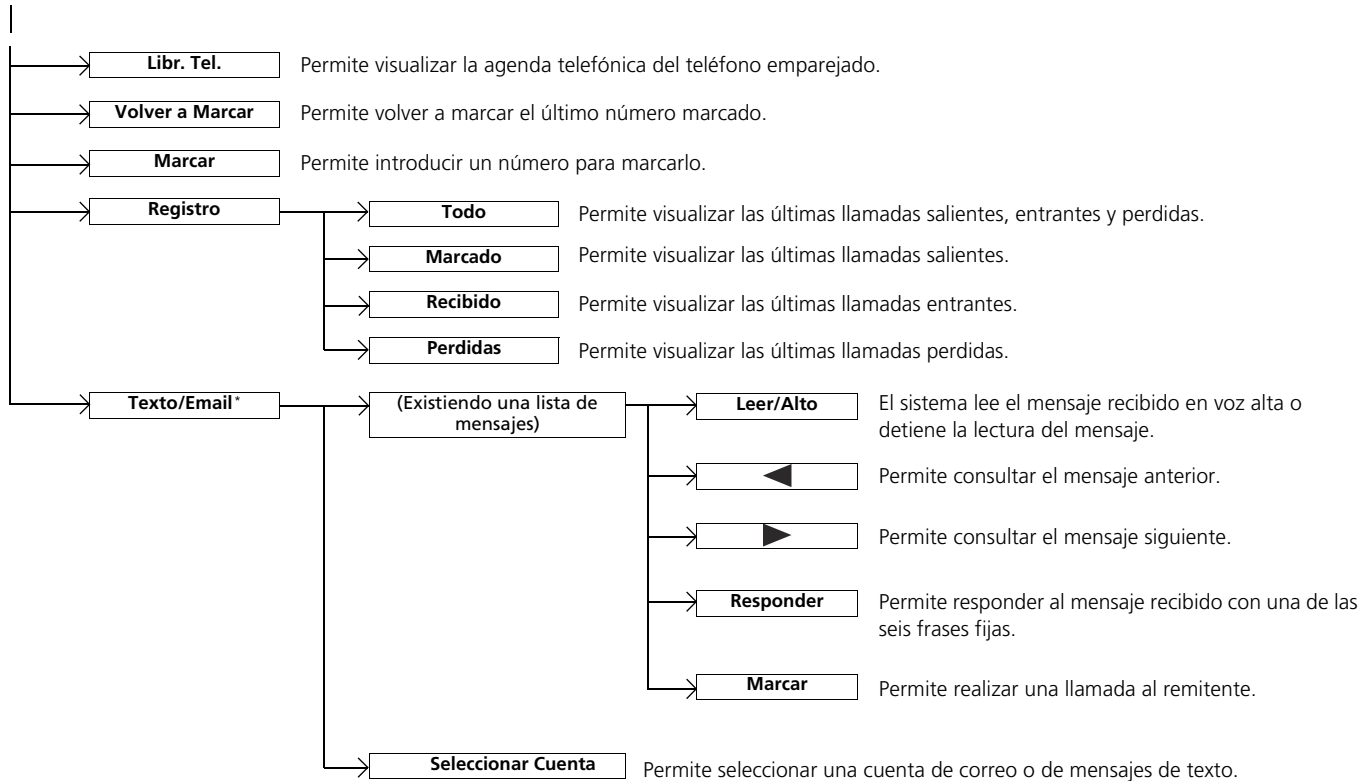 Libr. Tel. Permite visualizar la agenda telefónica del teléfono emparejado.
Volver a Marcar Permite volver a marcar el último número marcado.
Marcar Permite introducir un número para marcarlo.
Registro Todo Permite visualizar las últimas llamadas salientes, entrantes y perdidas.
Marcado Permite visualizar las últimas llamadas salientes.
Recibido Permite visualizar las últimas llamadas entrantes.
Perdidas Permite visualizar las últimas llamadas perdidas.
Texto/Email* (Existiendo una lista de
mensajes)
Leer/Alto El sistema lee el mensaje recibido en voz alta o
detiene la lectura del mensaje.
Permite consultar el mensaje anterior.
Permite consultar el mensaje siguiente.
Responder Permite responder al mensaje recibido con una de las
seis frases fijas.
Marcar Permite realizar una llamada al remitente.
Seleccionar Cuenta Permite seleccionar una cuenta de correo o de mensajes de texto.